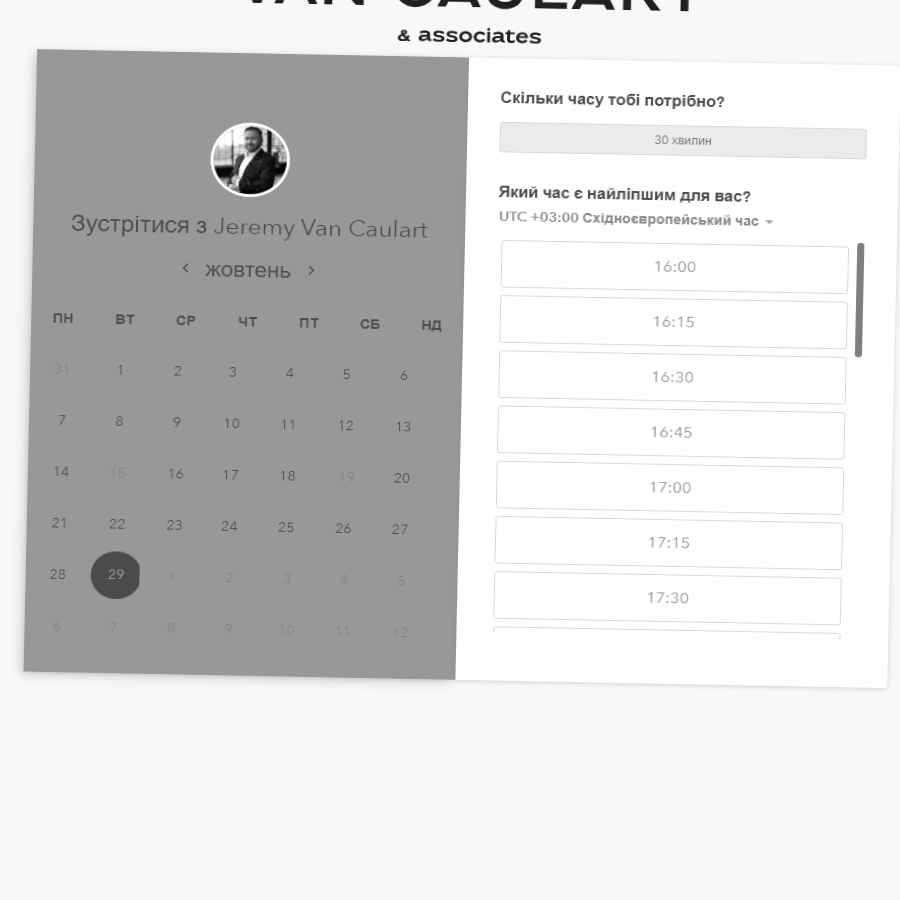 VAN CAULART
& associates
Зустрітися з Jeremy Van Caulart
‹ жовтень ›
ПН ВТ СР ЧТ ПТ СБ НД
31 1 2 3 4 5 6
7 8 9 10 11 12 13
14 15 16 17 18 19 20
21 22 23 24 25 26 27
28 29 1 2 3 4 5
6 7 8 9 10 11 12
Скільки часу тобі потрібно?
30 хвилин
Який час є найліпшим для вас?
UTC +03:00 Східноєвропейський час
16:00
16:15
16:30
16:45
17:00
17:15
17:30